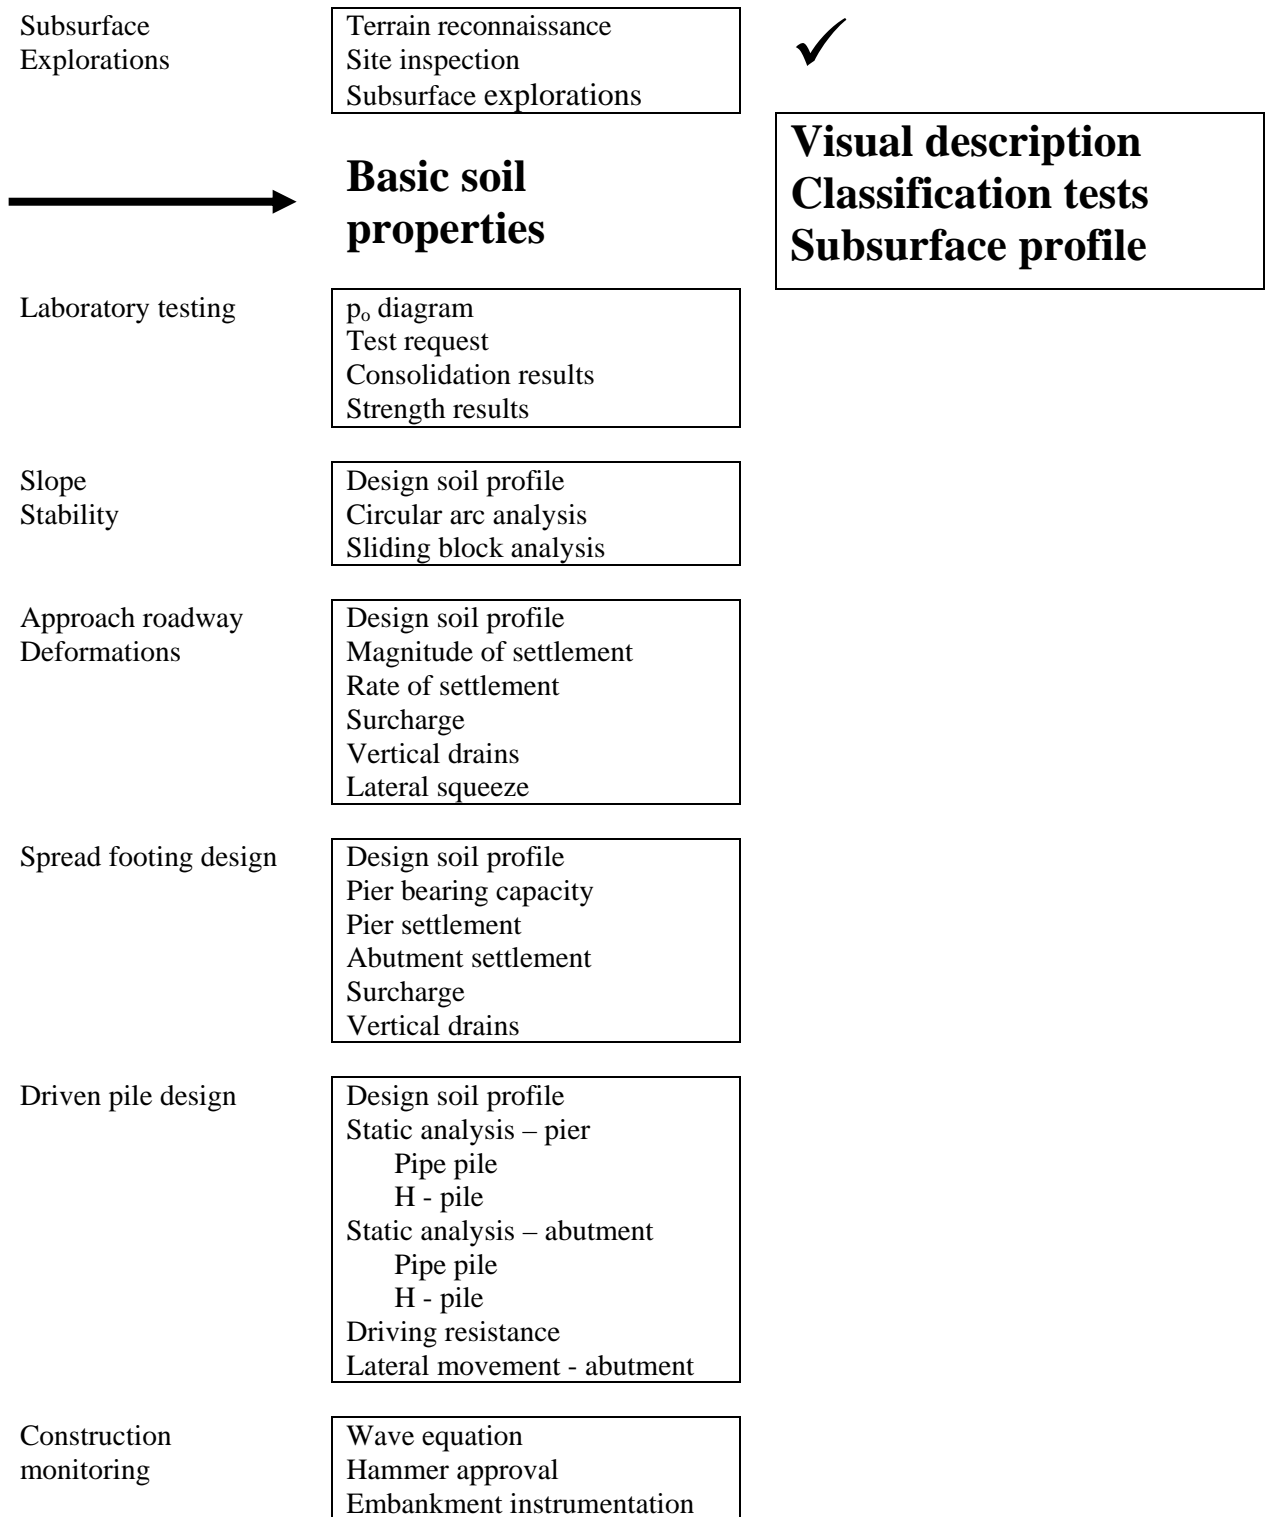 Subsurface
Explorations
Terrain reconnaissance
Site inspection
Subsurface explorations
✓
Basic soil
properties
Visual description
Classification tests
Subsurface profile
Laboratory testing
pₒ diagram
Test request
Consolidation results
Strength results
Slope
Stability
Design soil profile
Circular arc analysis
Sliding block analysis
Approach roadway
Deformations
Design soil profile
Magnitude of settlement
Rate of settlement
Surcharge
Vertical drains
Lateral squeeze
Spread footing design
Design soil profile
Pier bearing capacity
Pier settlement
Abutment settlement
Surcharge
Vertical drains
Driven pile design
Design soil profile
Static analysis – pier
Pipe pile
H - pile
Static analysis – abutment
Pipe pile
H - pile
Driving resistance
Lateral movement - abutment
Construction
monitoring
Wave equation
Hammer approval
Embankment instrumentation